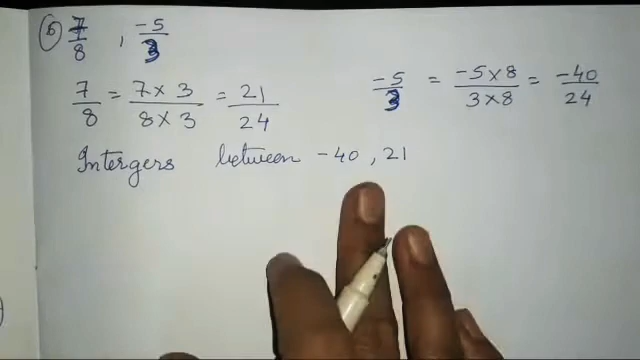 (5) 7/8 , -5/3
7/8 = 7 × 3 / 8 × 3 = 21/24
-5/3 = -5 × 8 / 3 × 8 = -40/24
Intergers between -40 , 21